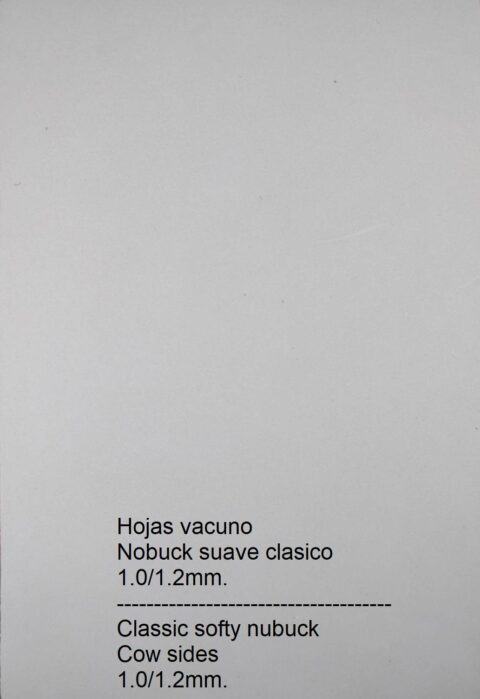 Hojas vacuno
Nobuck suave clasico
1.0/1.2mm.
-------------------------------------
Classic softy nubuck
Cow sides
1.0/1.2mm.